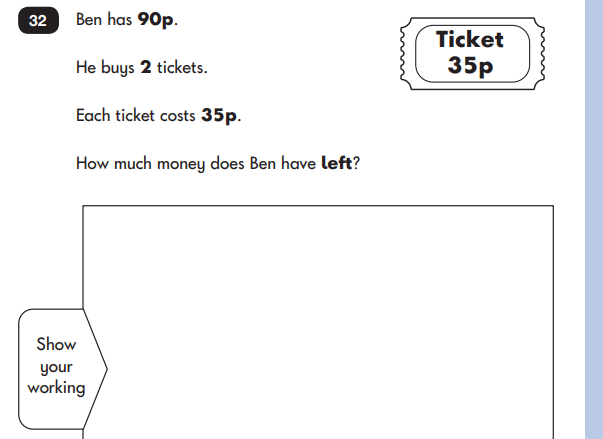 32 Ben has 90p.
Ticket
35p
He buys 2 tickets.
Each ticket costs 35p.
How much money does Ben have left?
Show
your
working